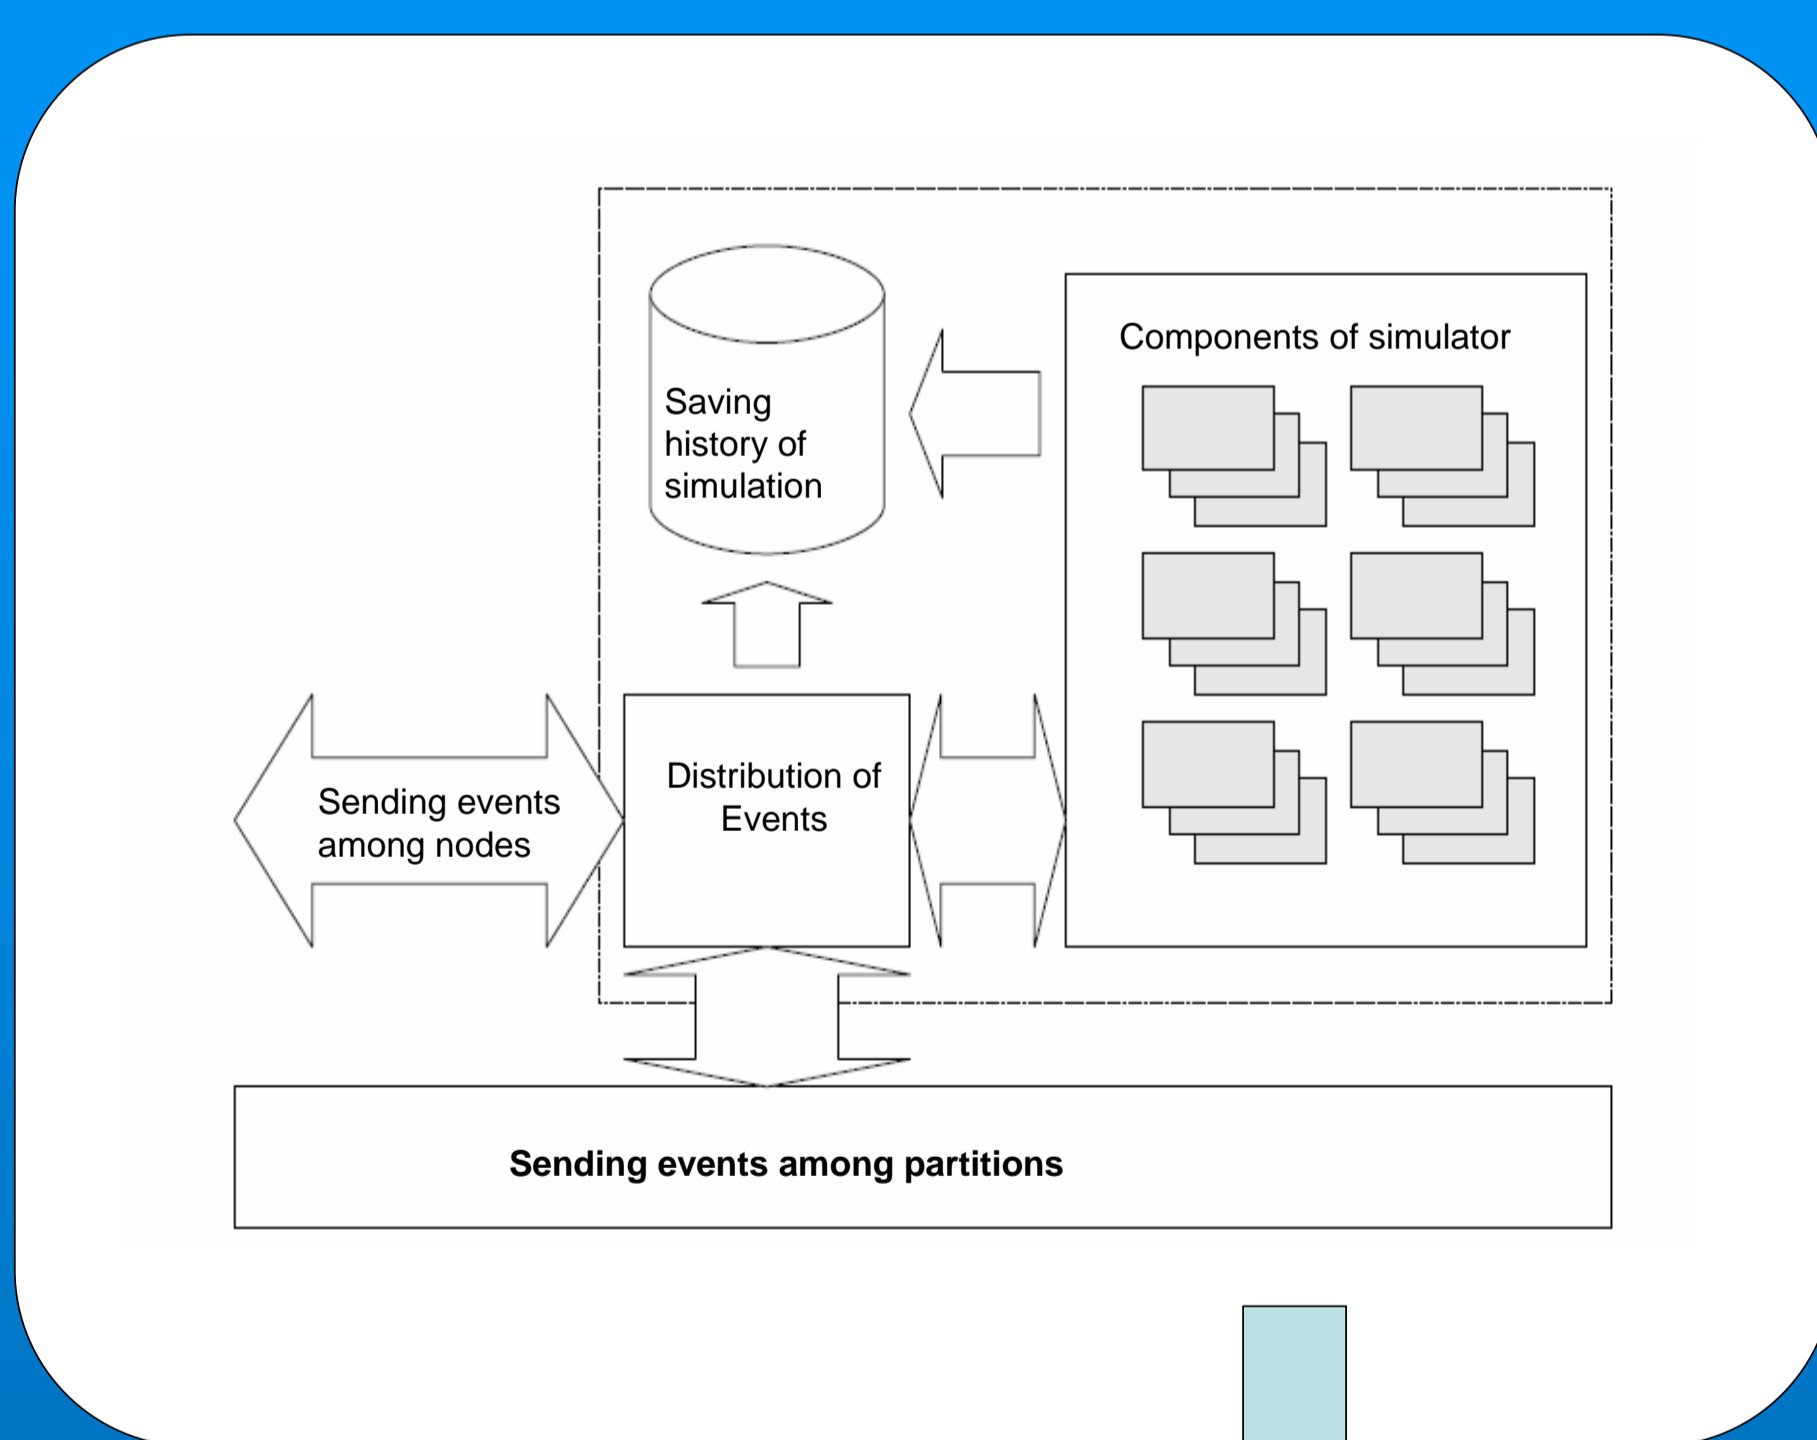 Components of simulator
Saving
history of
simulation
Distribution of
Events
Sending events
among nodes
Sending events among partitions